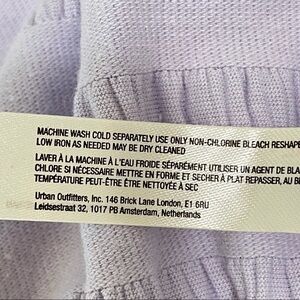 MACHINE WASH COLD SEPARATELY USE ONLY NON-CHLORINE BLEACH RESHAPE
LOW IRON AS NEEDED MAY BE DRY CLEANED
LAVER À LA MACHINE À L'EAU FROIDE SÉPARÉMENT UTILISER UN AGENT DE BLA
CHLORE SI NÉCESSAIRE METTRE EN FORME ET SECHER À PLAT REPASSER, AU BE
TEMPÉRATURE PEUT-ÊTRE ÊTRE NETTOYÉ A SEC
Urban Outfitters, Inc. 146 Brick Lane London, E1 6RU
Leidsestraat 32, 1017 PB Amsterdam, Netherlands